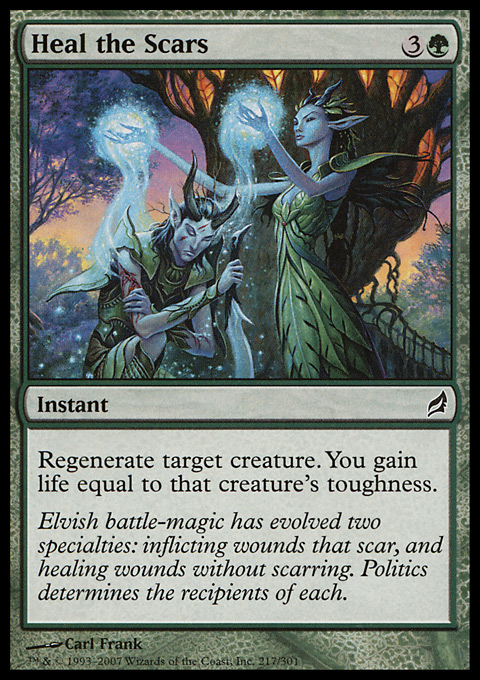 Heal the Scars 3
Instant
Regenerate target creature. You gain
life equal to that creature's toughness.
Elvish battle-magic has evolved two
specialties: inflicting wounds that scar, and
healing wounds without scarring. Politics
determines the recipients of each.
Carl Frank
™ & © 1993–2007 Wizards of the Coast, Inc. 217/301